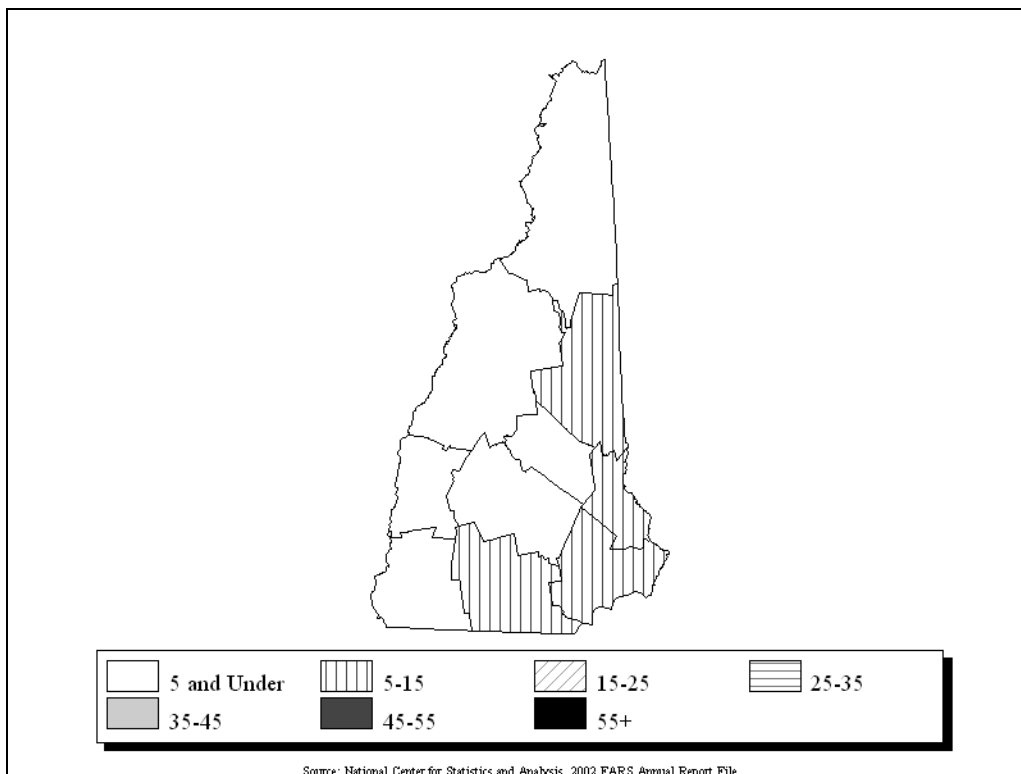 5 and Under 5-15 15-25 25-35
35-45 45-55 55+
Source: National Center for Statistics and Analysis, 2002 FARS Annual Report File